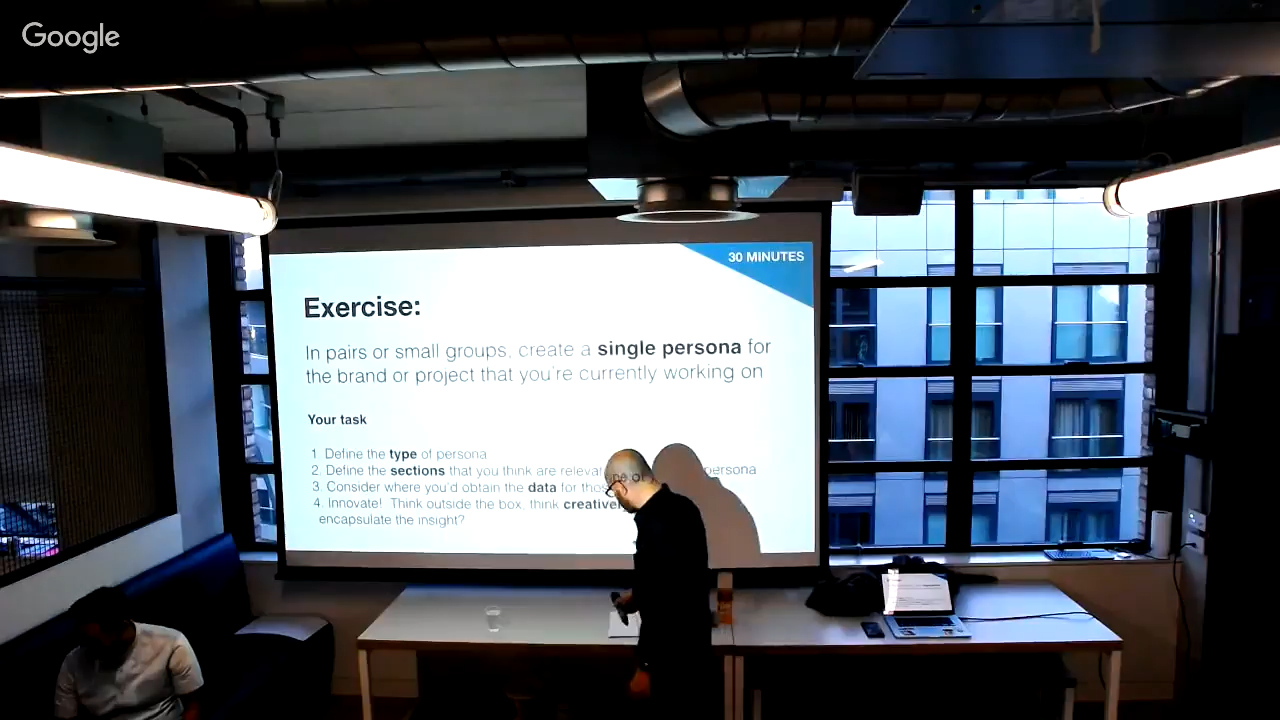 Google
30 MINUTES
Exercise:
In pairs or small groups, create a single persona for
the brand or project that you're currently working on
Your task
1 Define the type of persona
2. Define the sections that you think are persona
3. Consider where you'd obtain the data for
4. Innovate! Think outside the box, think
encapsulate the insight?